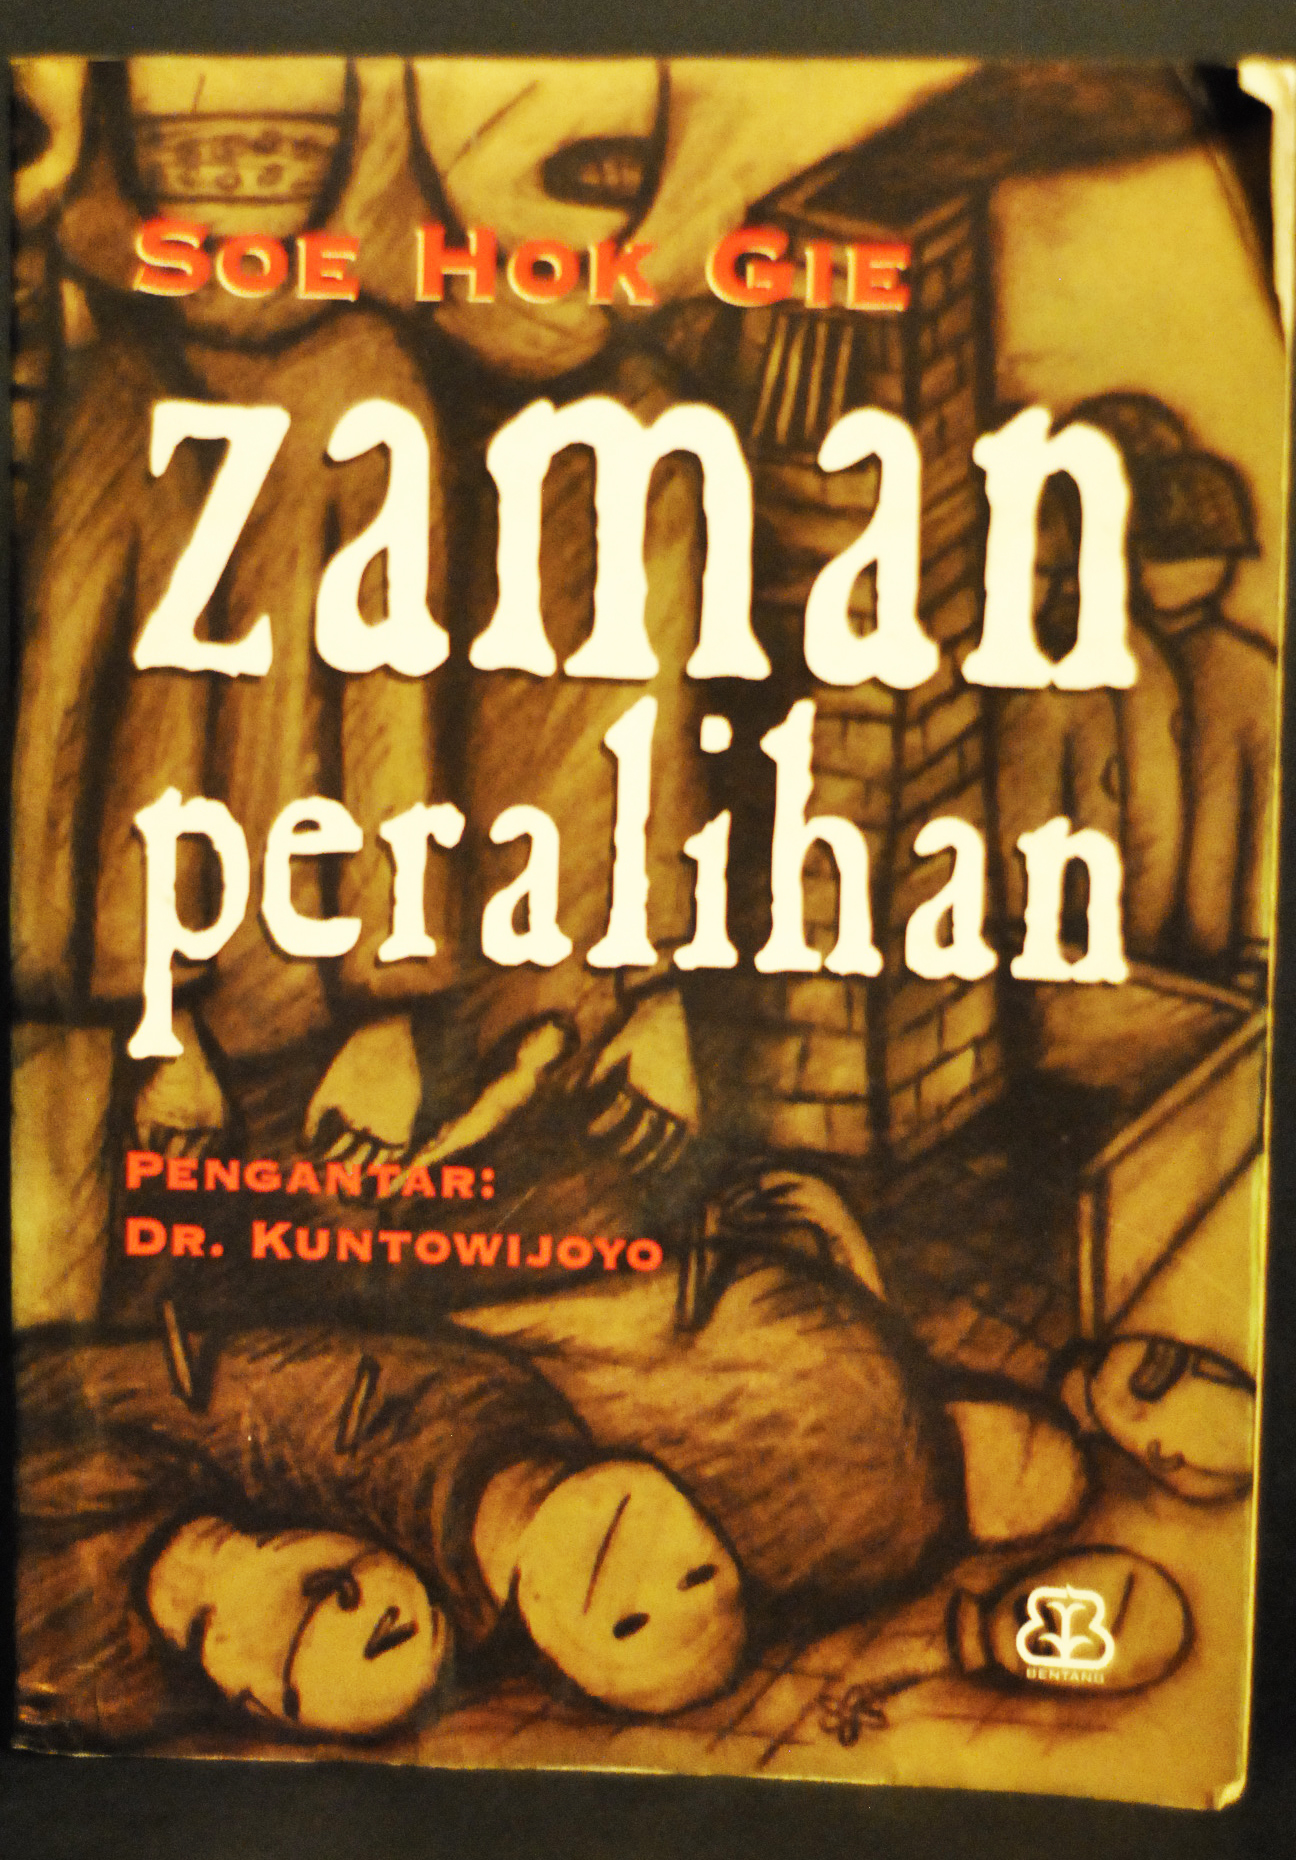 SOE HOK GIE
zaman
peralihan
PENGANTAR:
DR. KUNTOWIJOYO
BENTANG